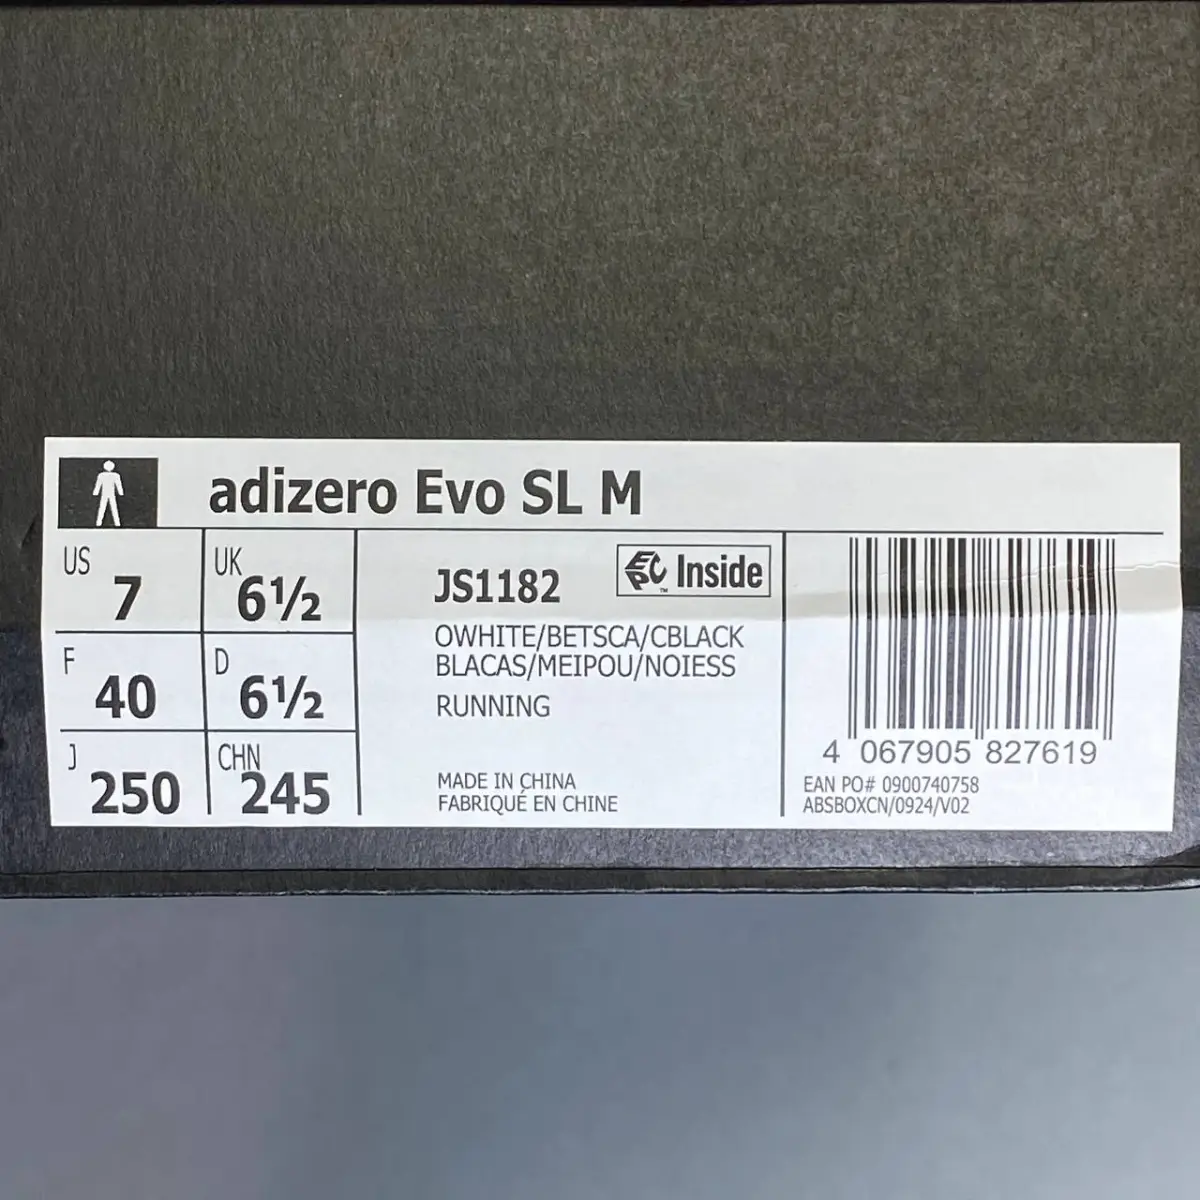 adizero Evo SL M
US 7
UK 6½
F 40
D 6½
J 250
CHN 245
JS1182
EPC Inside
™
OWHITE/BETSCA/CBLACK
BLACAS/MEIPOU/NOIESS
RUNNING
MADE IN CHINA
FABRIQUÉ EN CHINE
4 067905 827619
EAN PO# 0900740758
ABSBOXCN/0924/V02